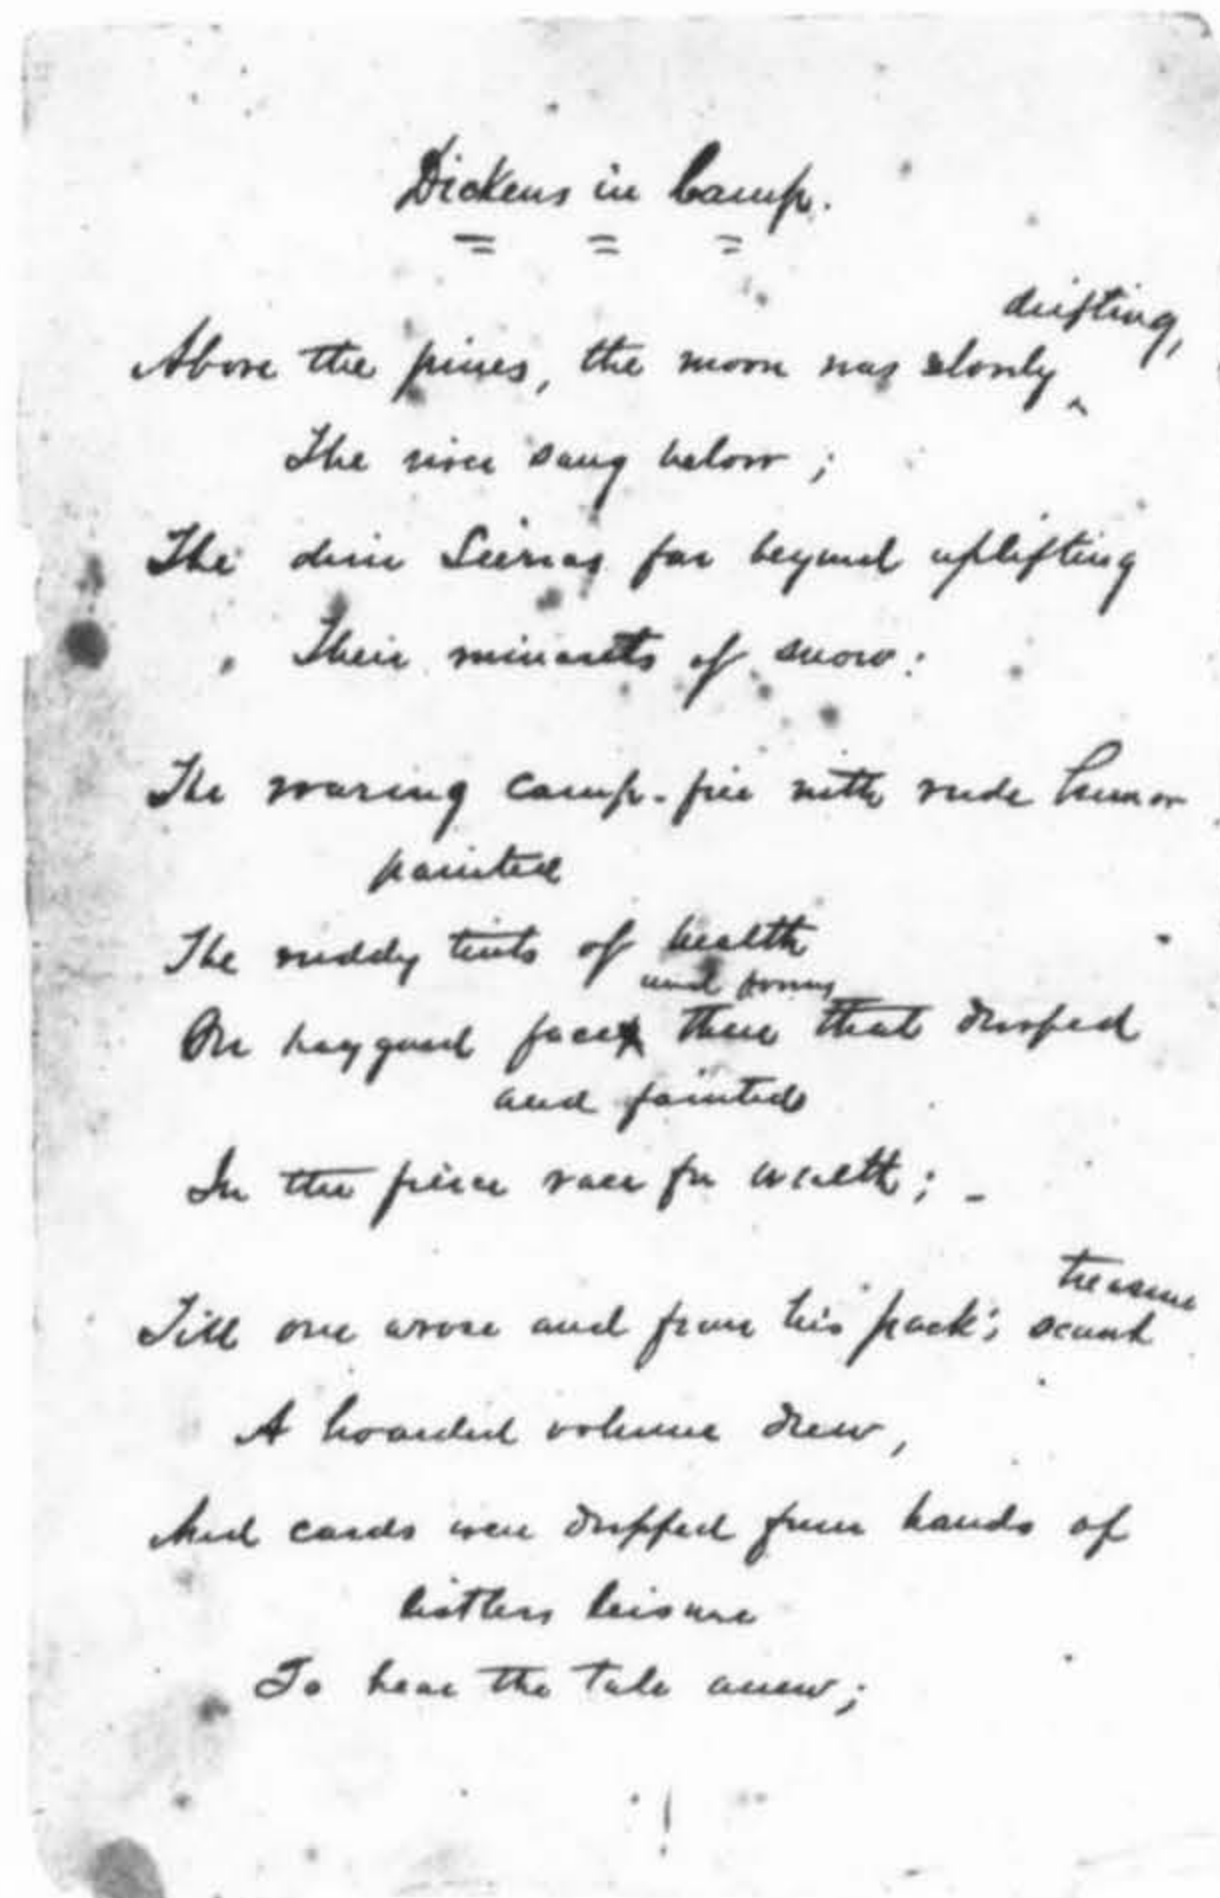 Dickens in Camp.
drifting,
Above the pines, the moon was slowly
The river sang below;
The dim Sierras far beyond uplifting
Their minarets of snow:
The roaring camp-fire with rude humor
painted
The ruddy tints of health
and forms
On haggard face that drooped
and fainted
In the fierce race for wealth; -
treasure
Till one arose and from his pack's scant
A hoarded volume drew,
And cards were dropped from hands of
listless leisure
To hear the tale anew;